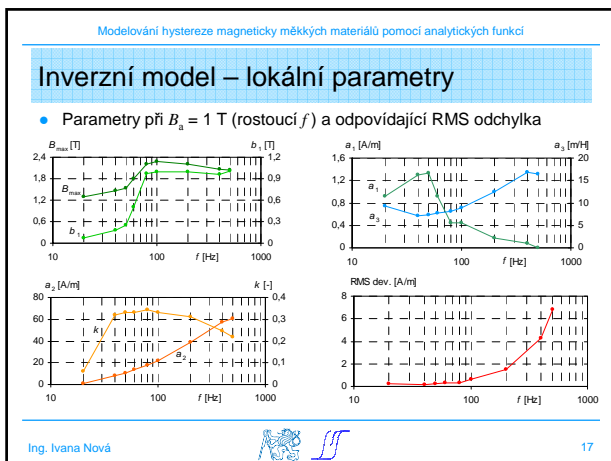 Modelování hystereze magneticky měkkých materiálů pomocí analytických funkcí
Inverzní model – lokální parametry
Parametry při Ba = 1 T (rostoucí f) a odpovídající RMS odchylka
Bmax [T]
b1 [T]
2,4
1,8
1,2
0,6
0
1,2
0,9
0,6
0,3
0
Bmax
b1
10
100
1000
f [Hz]
a1 [A/m]
a3 [m/H]
1,6
1,2
0,8
0,4
0
20
15
10
5
0
a1
a3
10
100
1000
f [Hz]
a2 [A/m]
k [-]
80
60
40
20
0
0,4
0,3
0,2
0,1
0
k
a2
10
100
1000
f [Hz]
RMS dev. [A/m]
8
6
4
2
0
10
100
1000
f [Hz]
Ing. Ivana Nová
17